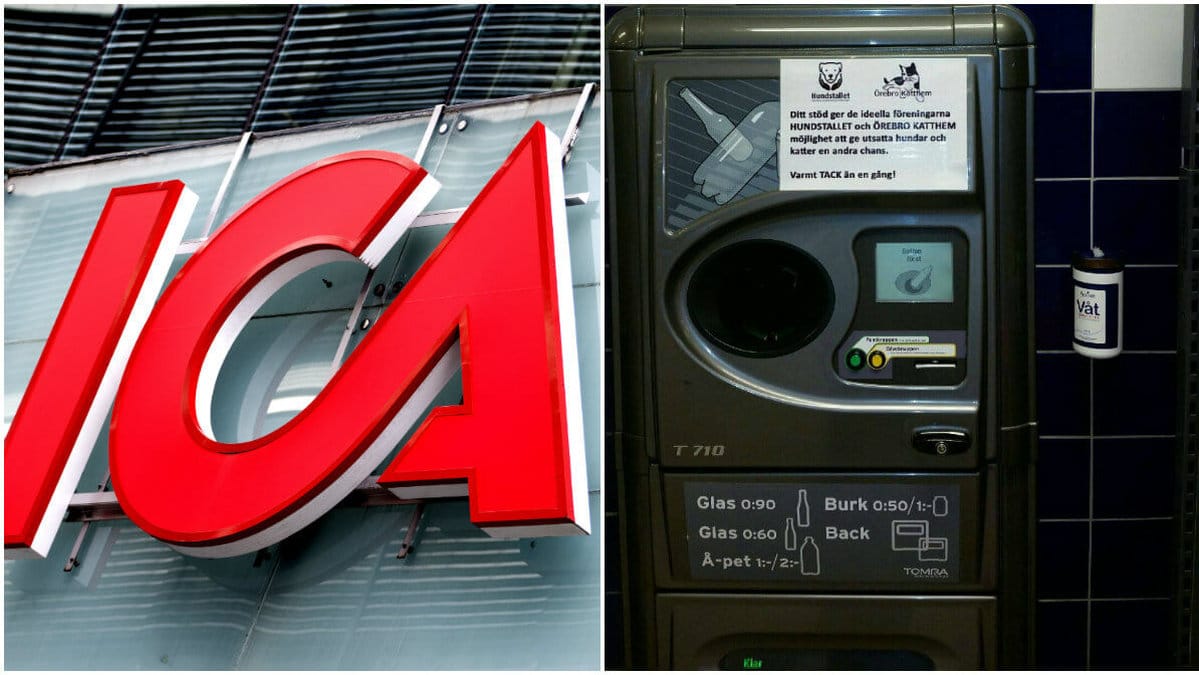 ICA
Hundstallet
Örebro Katthem
Ditt stöd ger de ideella föreningarna
HUNDSTALLET och ÖREBRO KATTHEM
möjlighet att ge utsatta hundar och
katter en andra chans.
Varmt TACK än en gång!
Botten
först
T 710
Glas 0:90
Burk 0:50/1:-
Glas 0:60
Back
Å-pet 1:-/2:-
TOMRA
Klar
Våt